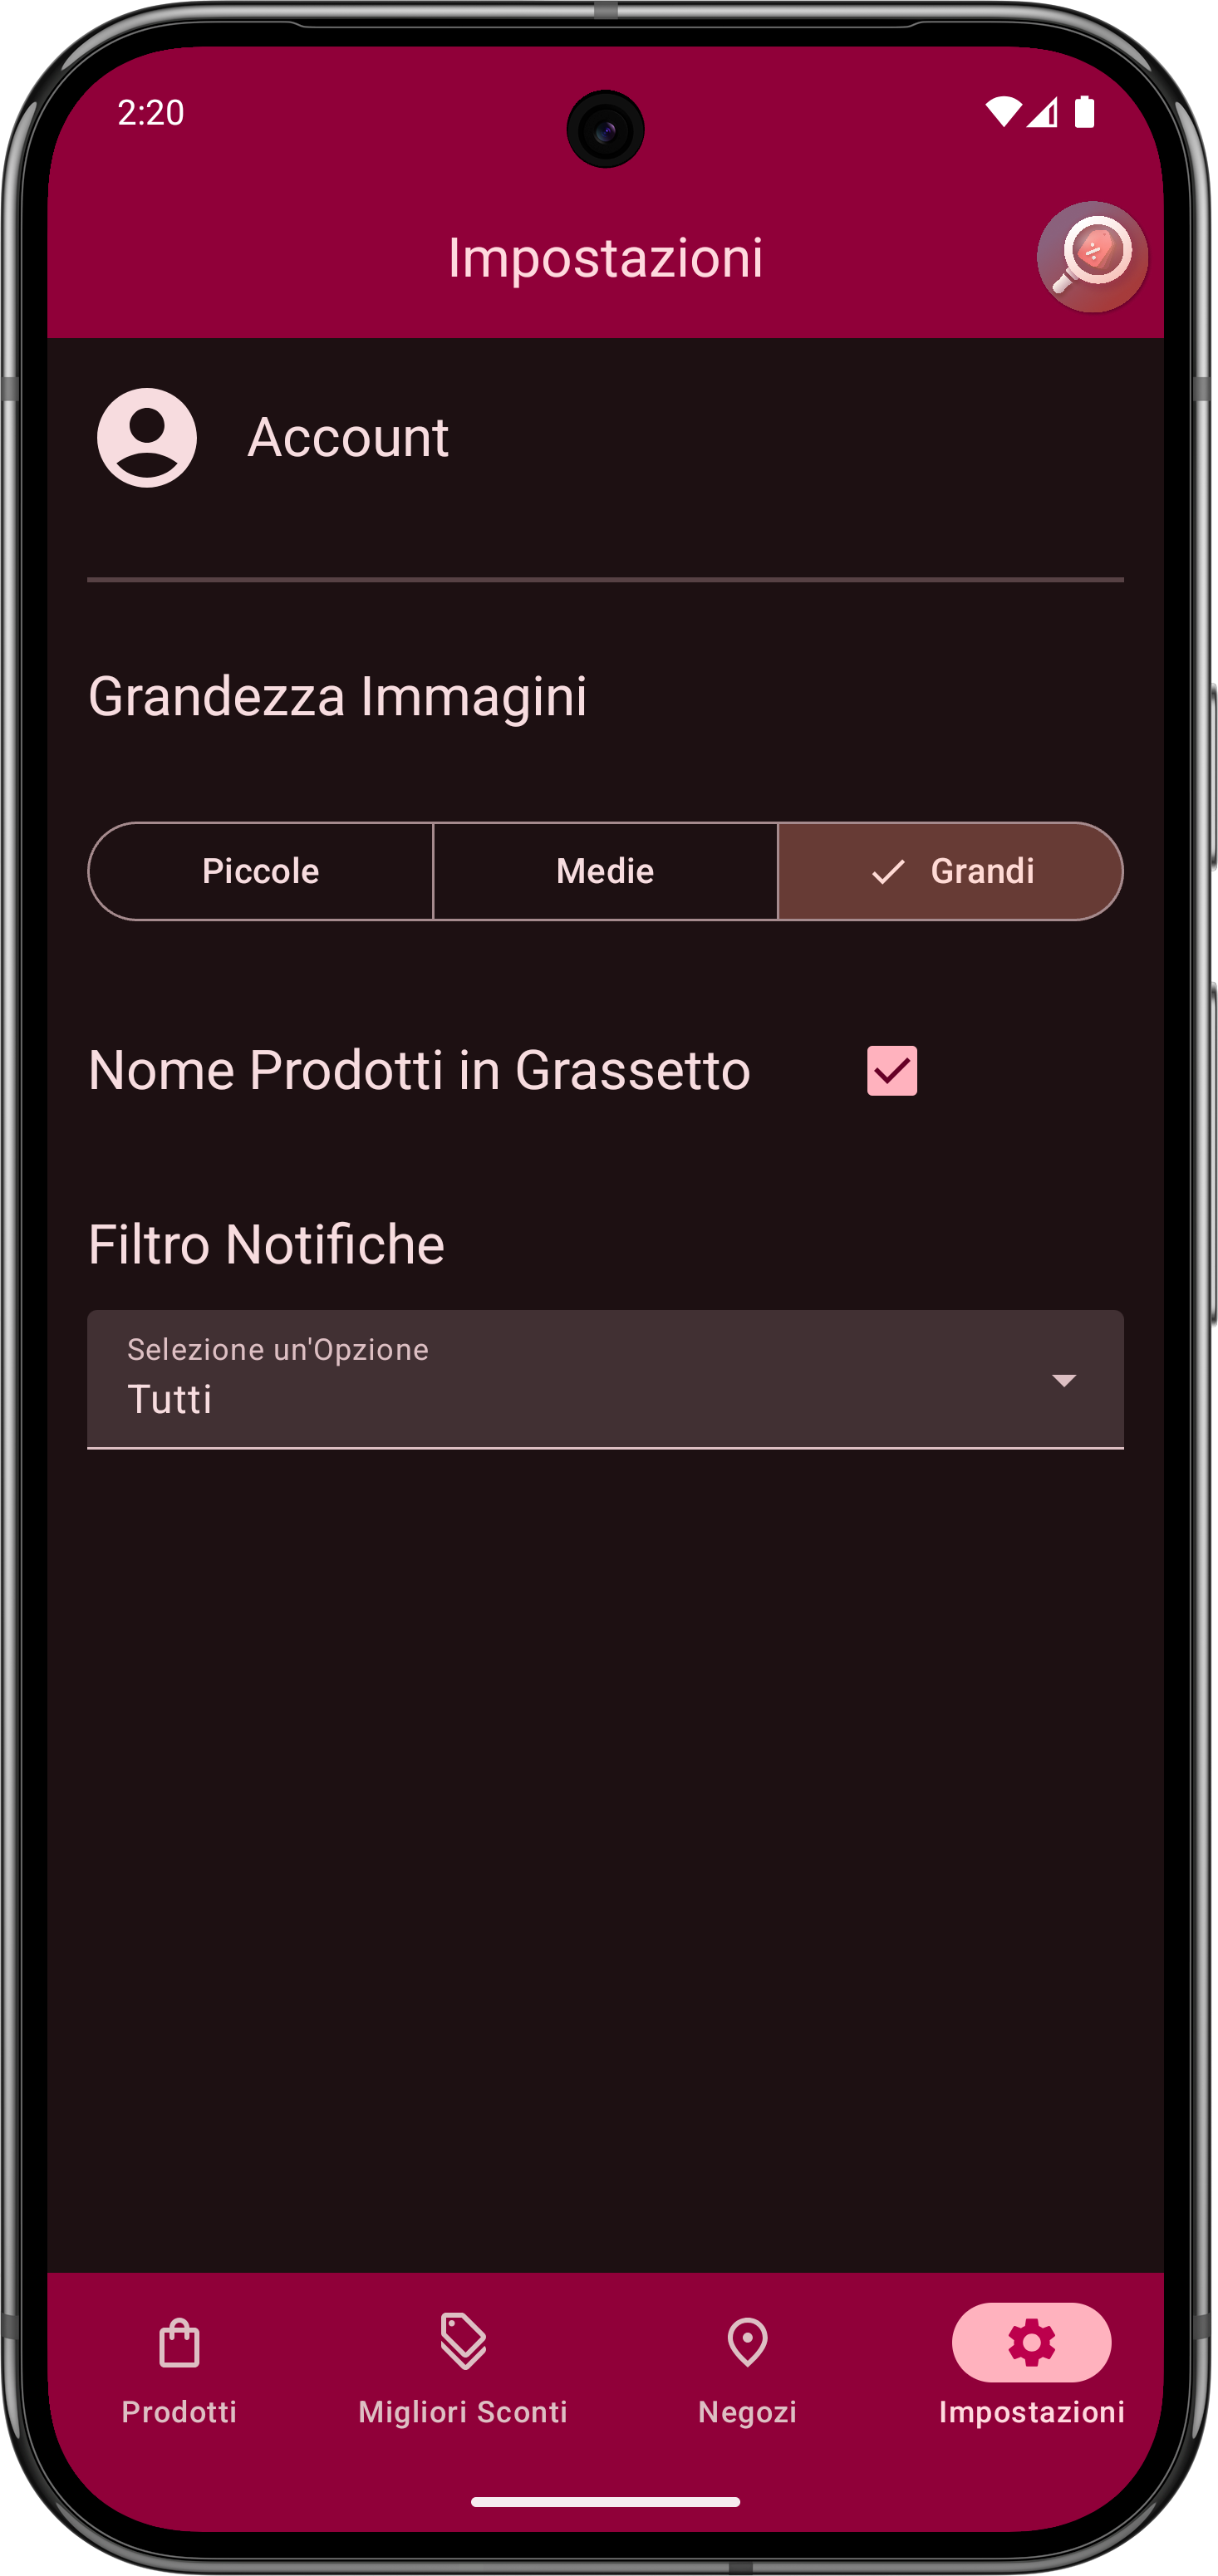 2:20
Impostazioni
Account
Grandezza Immagini
Piccole Medie Grandi
Nome Prodotti in Grassetto
Filtro Notifiche
Selezione un'Opzione
Tutti
Prodotti Migliori Sconti Negozi Impostazioni